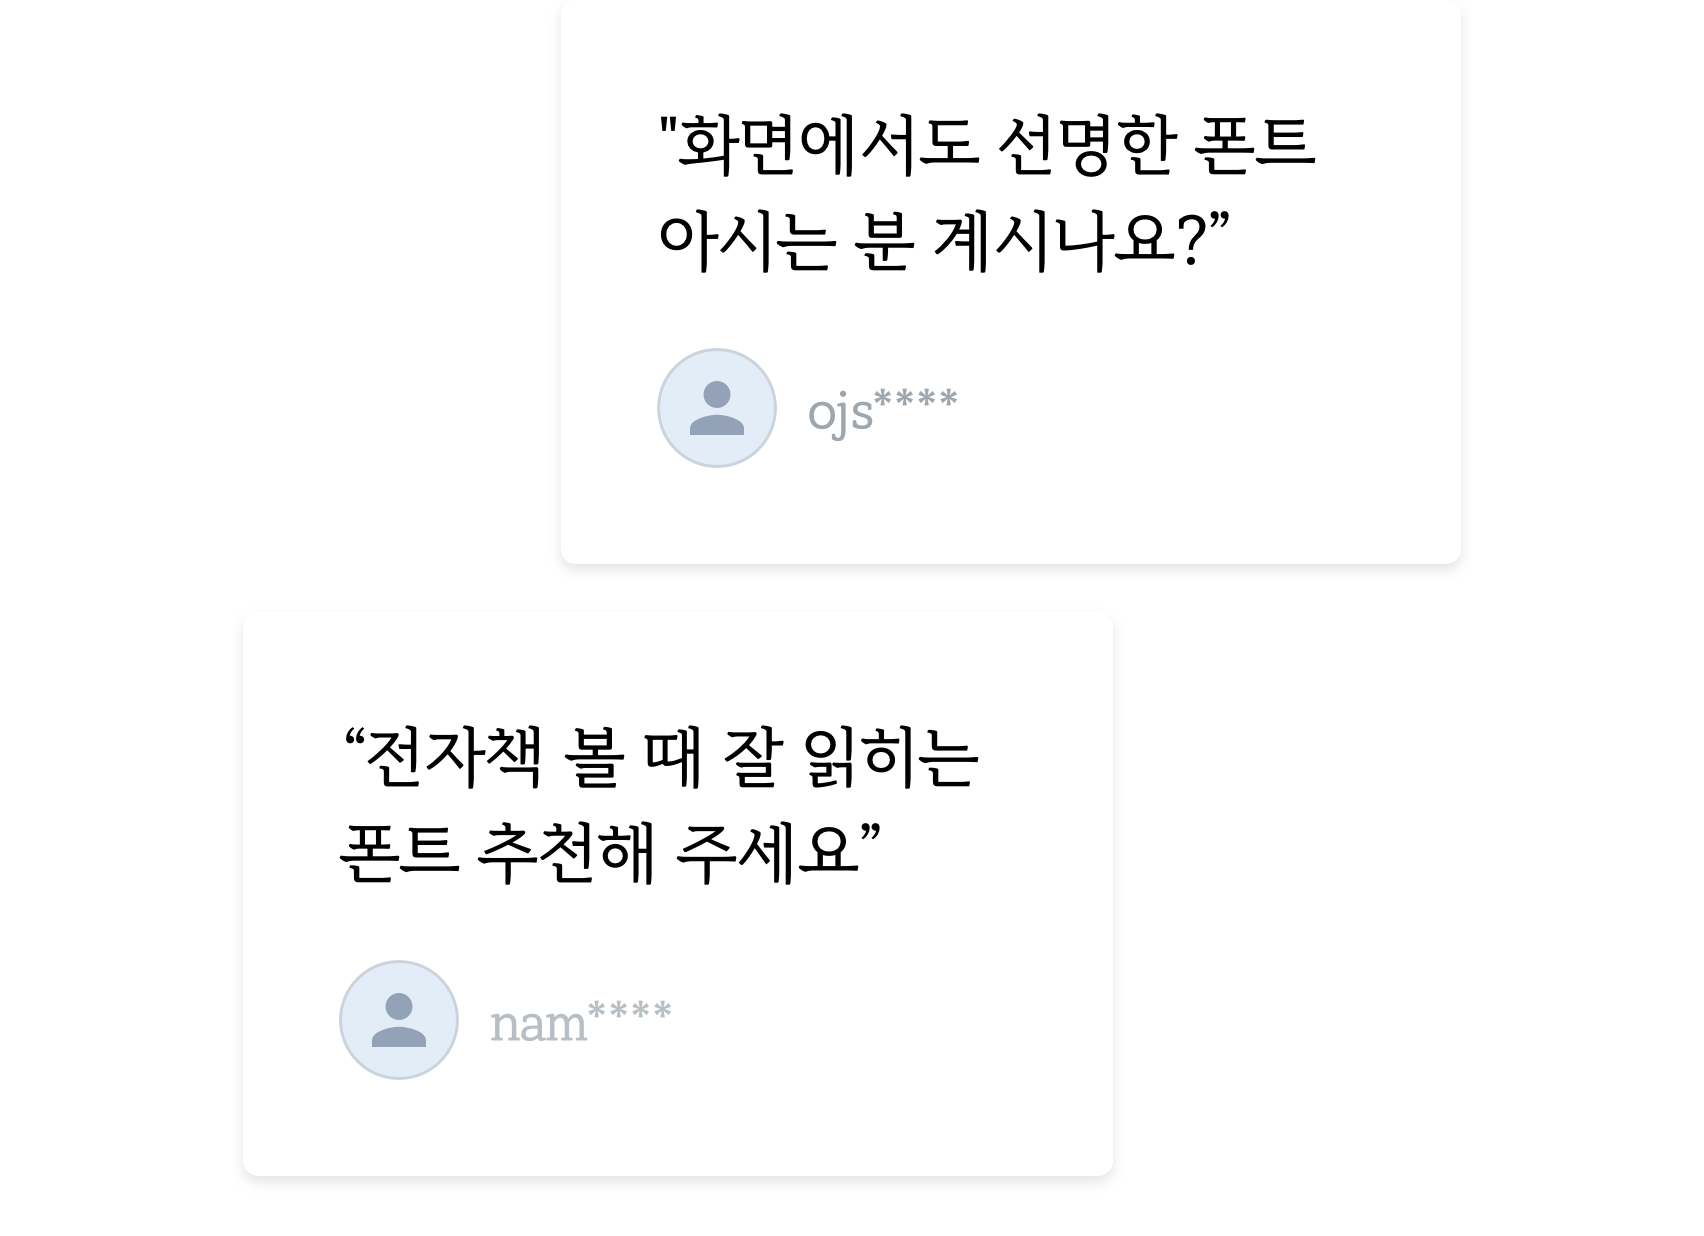 "화면에서도 선명한 폰트
아시는 분 계시나요?”
ojs****
“전자책 볼 때 잘 읽히는
폰트 추천해 주세요”
nam****